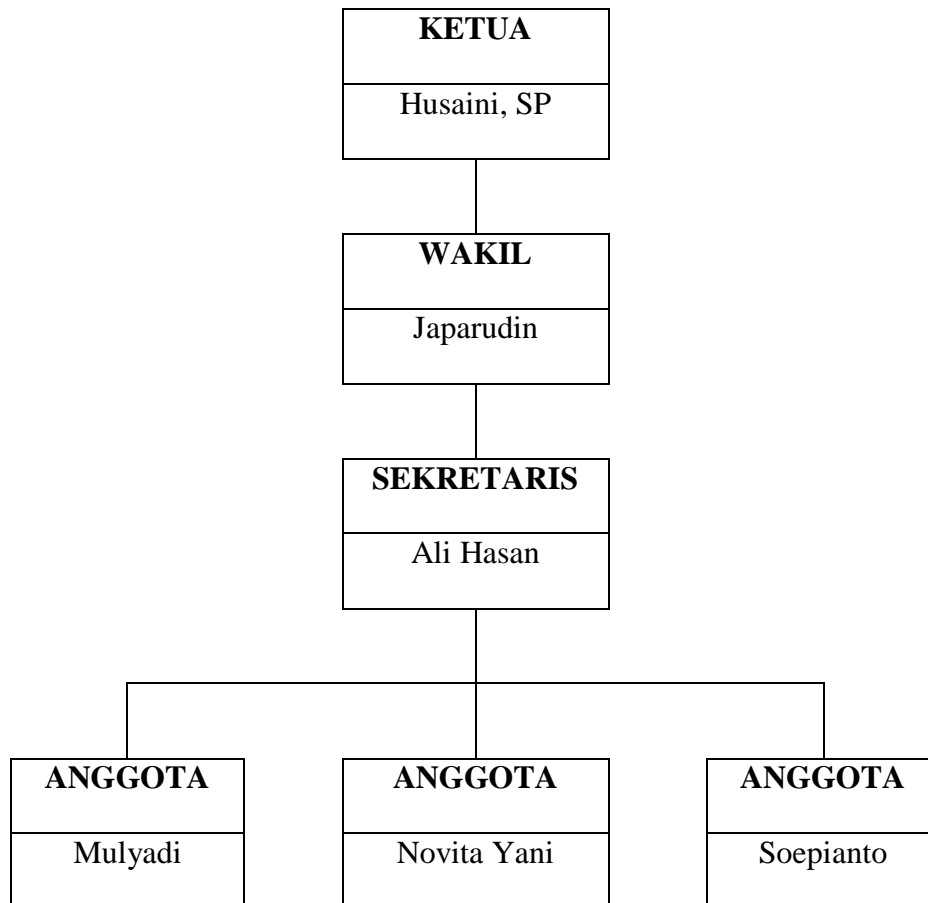 KETUA
Husaini, SP
WAKIL
Japarudin
SEKRETARIS
Ali Hasan
ANGGOTA
Mulyadi
ANGGOTA
Novita Yani
ANGGOTA
Soepianto